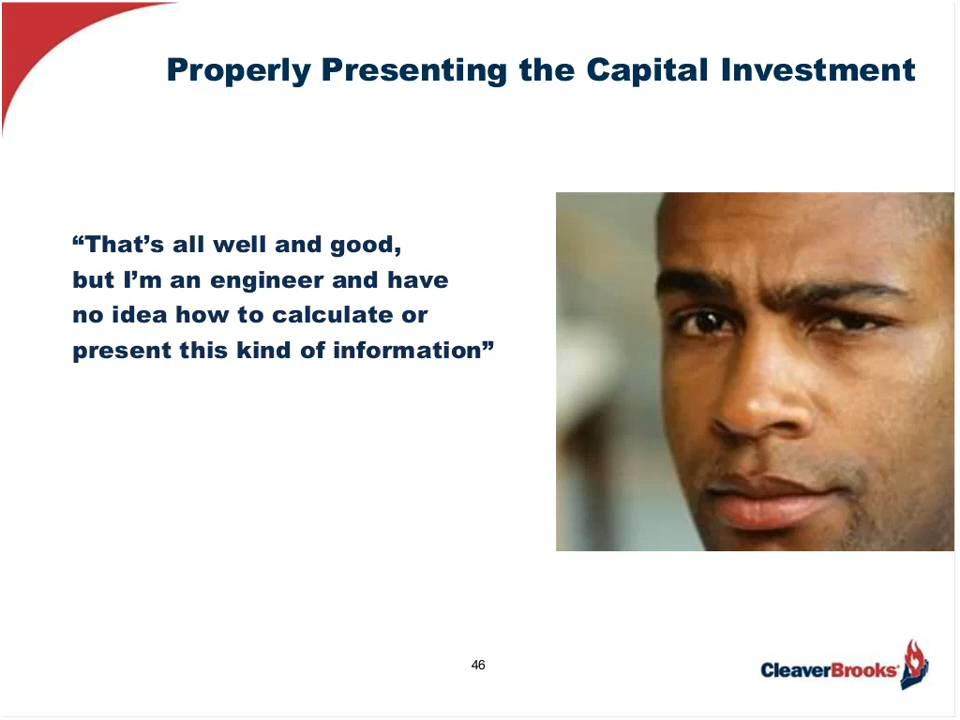 Properly Presenting the Capital Investment
“That’s all well and good,
but I’m an engineer and have
no idea how to calculate or
present this kind of information”
46
CleaverBrooks®